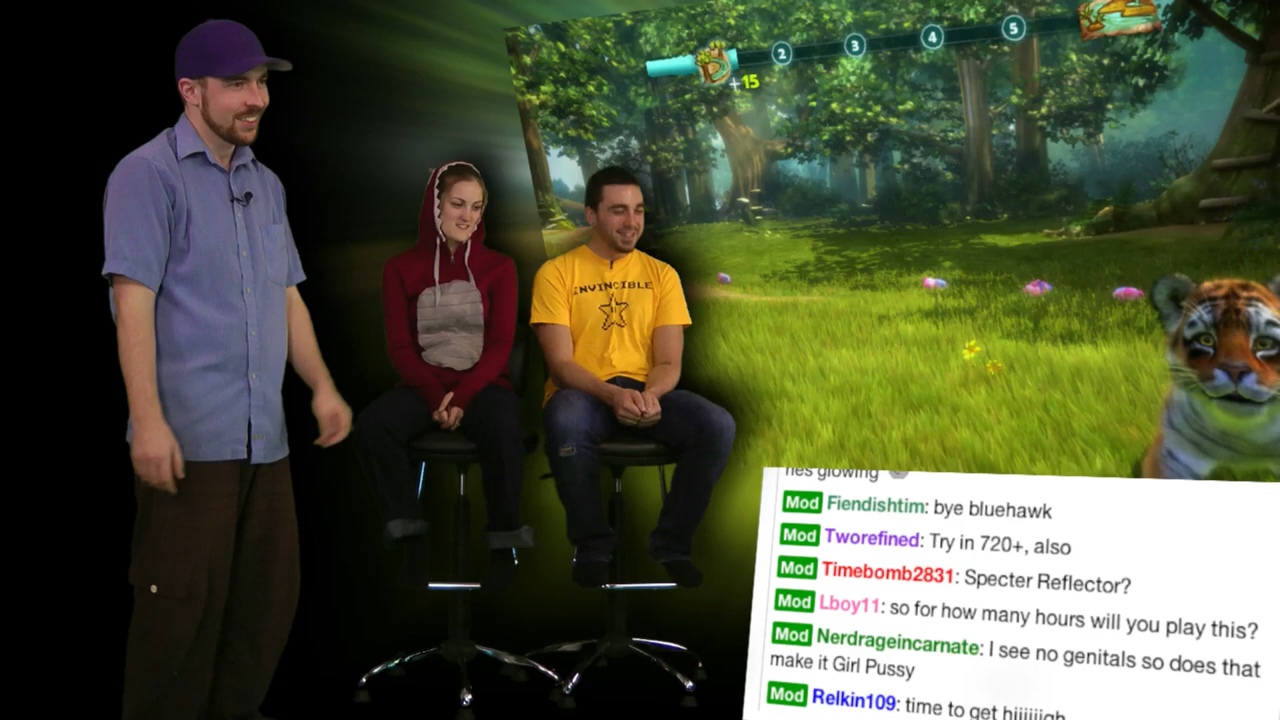 2
3
4
5
+15
INVINCIBLE
nes glowing
Mod Fiendishtim: bye bluehawk
Mod Tworefined: Try in 720+, also
Mod Timebomb2831: Specter Reflector?
Mod Lboy11: so for how many hours will you play this?
Mod Nerdrageincarnate: I see no genitals so does that
make it Girl Pussy
Mod Relkin109: time to get hiiiiiigh